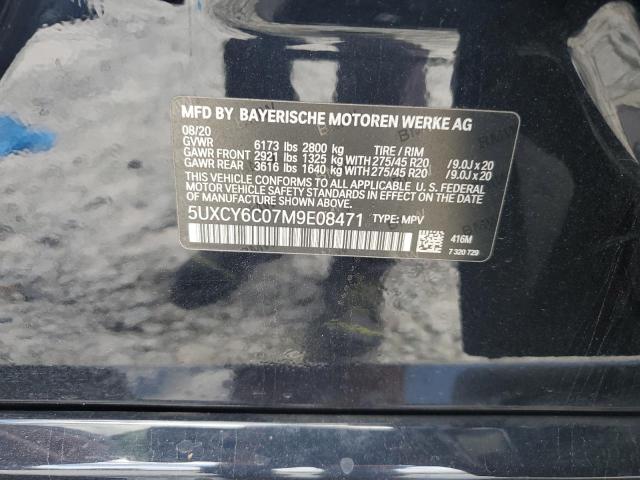 MFD BY BAYERISCHE MOTOREN WERKE AG
08/20
GVWR 6173 lbs 2800 kg TIRE / RIM
GAWR FRONT 2921 lbs 1325 kg WITH 275/45 R20 /9.0J x 20
GAWR REAR 3616 lbs 1640 kg WITH 275/45 R20 /9.0J x 20
THIS VEHICLE CONFORMS TO ALL APPLICABLE U.S. FEDERAL
MOTOR VEHICLE SAFETY STANDARDS IN EFFECT ON THE DATE
OF MANUFACTURE SHOWN ABOVE.
5UXCY6C07M9E08471 TYPE: MPV
416M
7 320 729